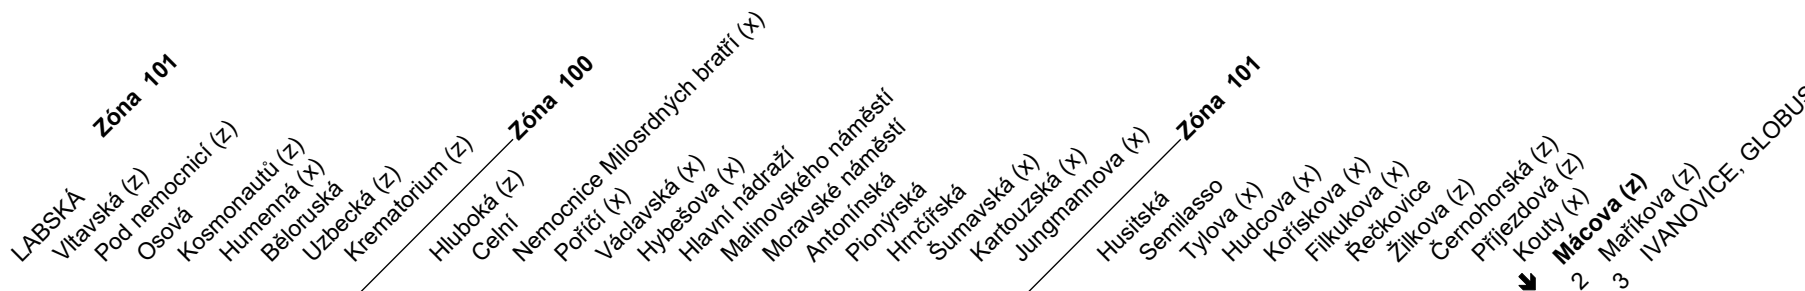 Zóna 101
LABSKÁ
Vltavská (z)
Pod nemocnicí (z)
Osová
Kosmonautů (z)
Humenná (x)
Běloruská
Uzbecká (z)
Krematorium (z)
Zóna 100
Hluboká (z)
Celní
Nemocnice Milosrdných bratří (x)
Poříčí (x)
Václavská (x)
Hybešova (x)
Hlavní nádraží
Malinovského náměstí
Moravské náměstí
Antonínská
Pionýrská
Hrnčířská
Šumavská (x)
Kartouzská (x)
Jungmannova (x)
Zóna 101
Husitská
Semilasso
Tylova (x)
Hudcova (x)
Kořískova (x)
Filkukova (x)
Řečkovice
Žilkova (z)
Černohorská (z)
Příjezdová (z)
Kouty (x)
Mácova (z)
2 Maříkova (z)
3 IVANOVICE, GLOBUS